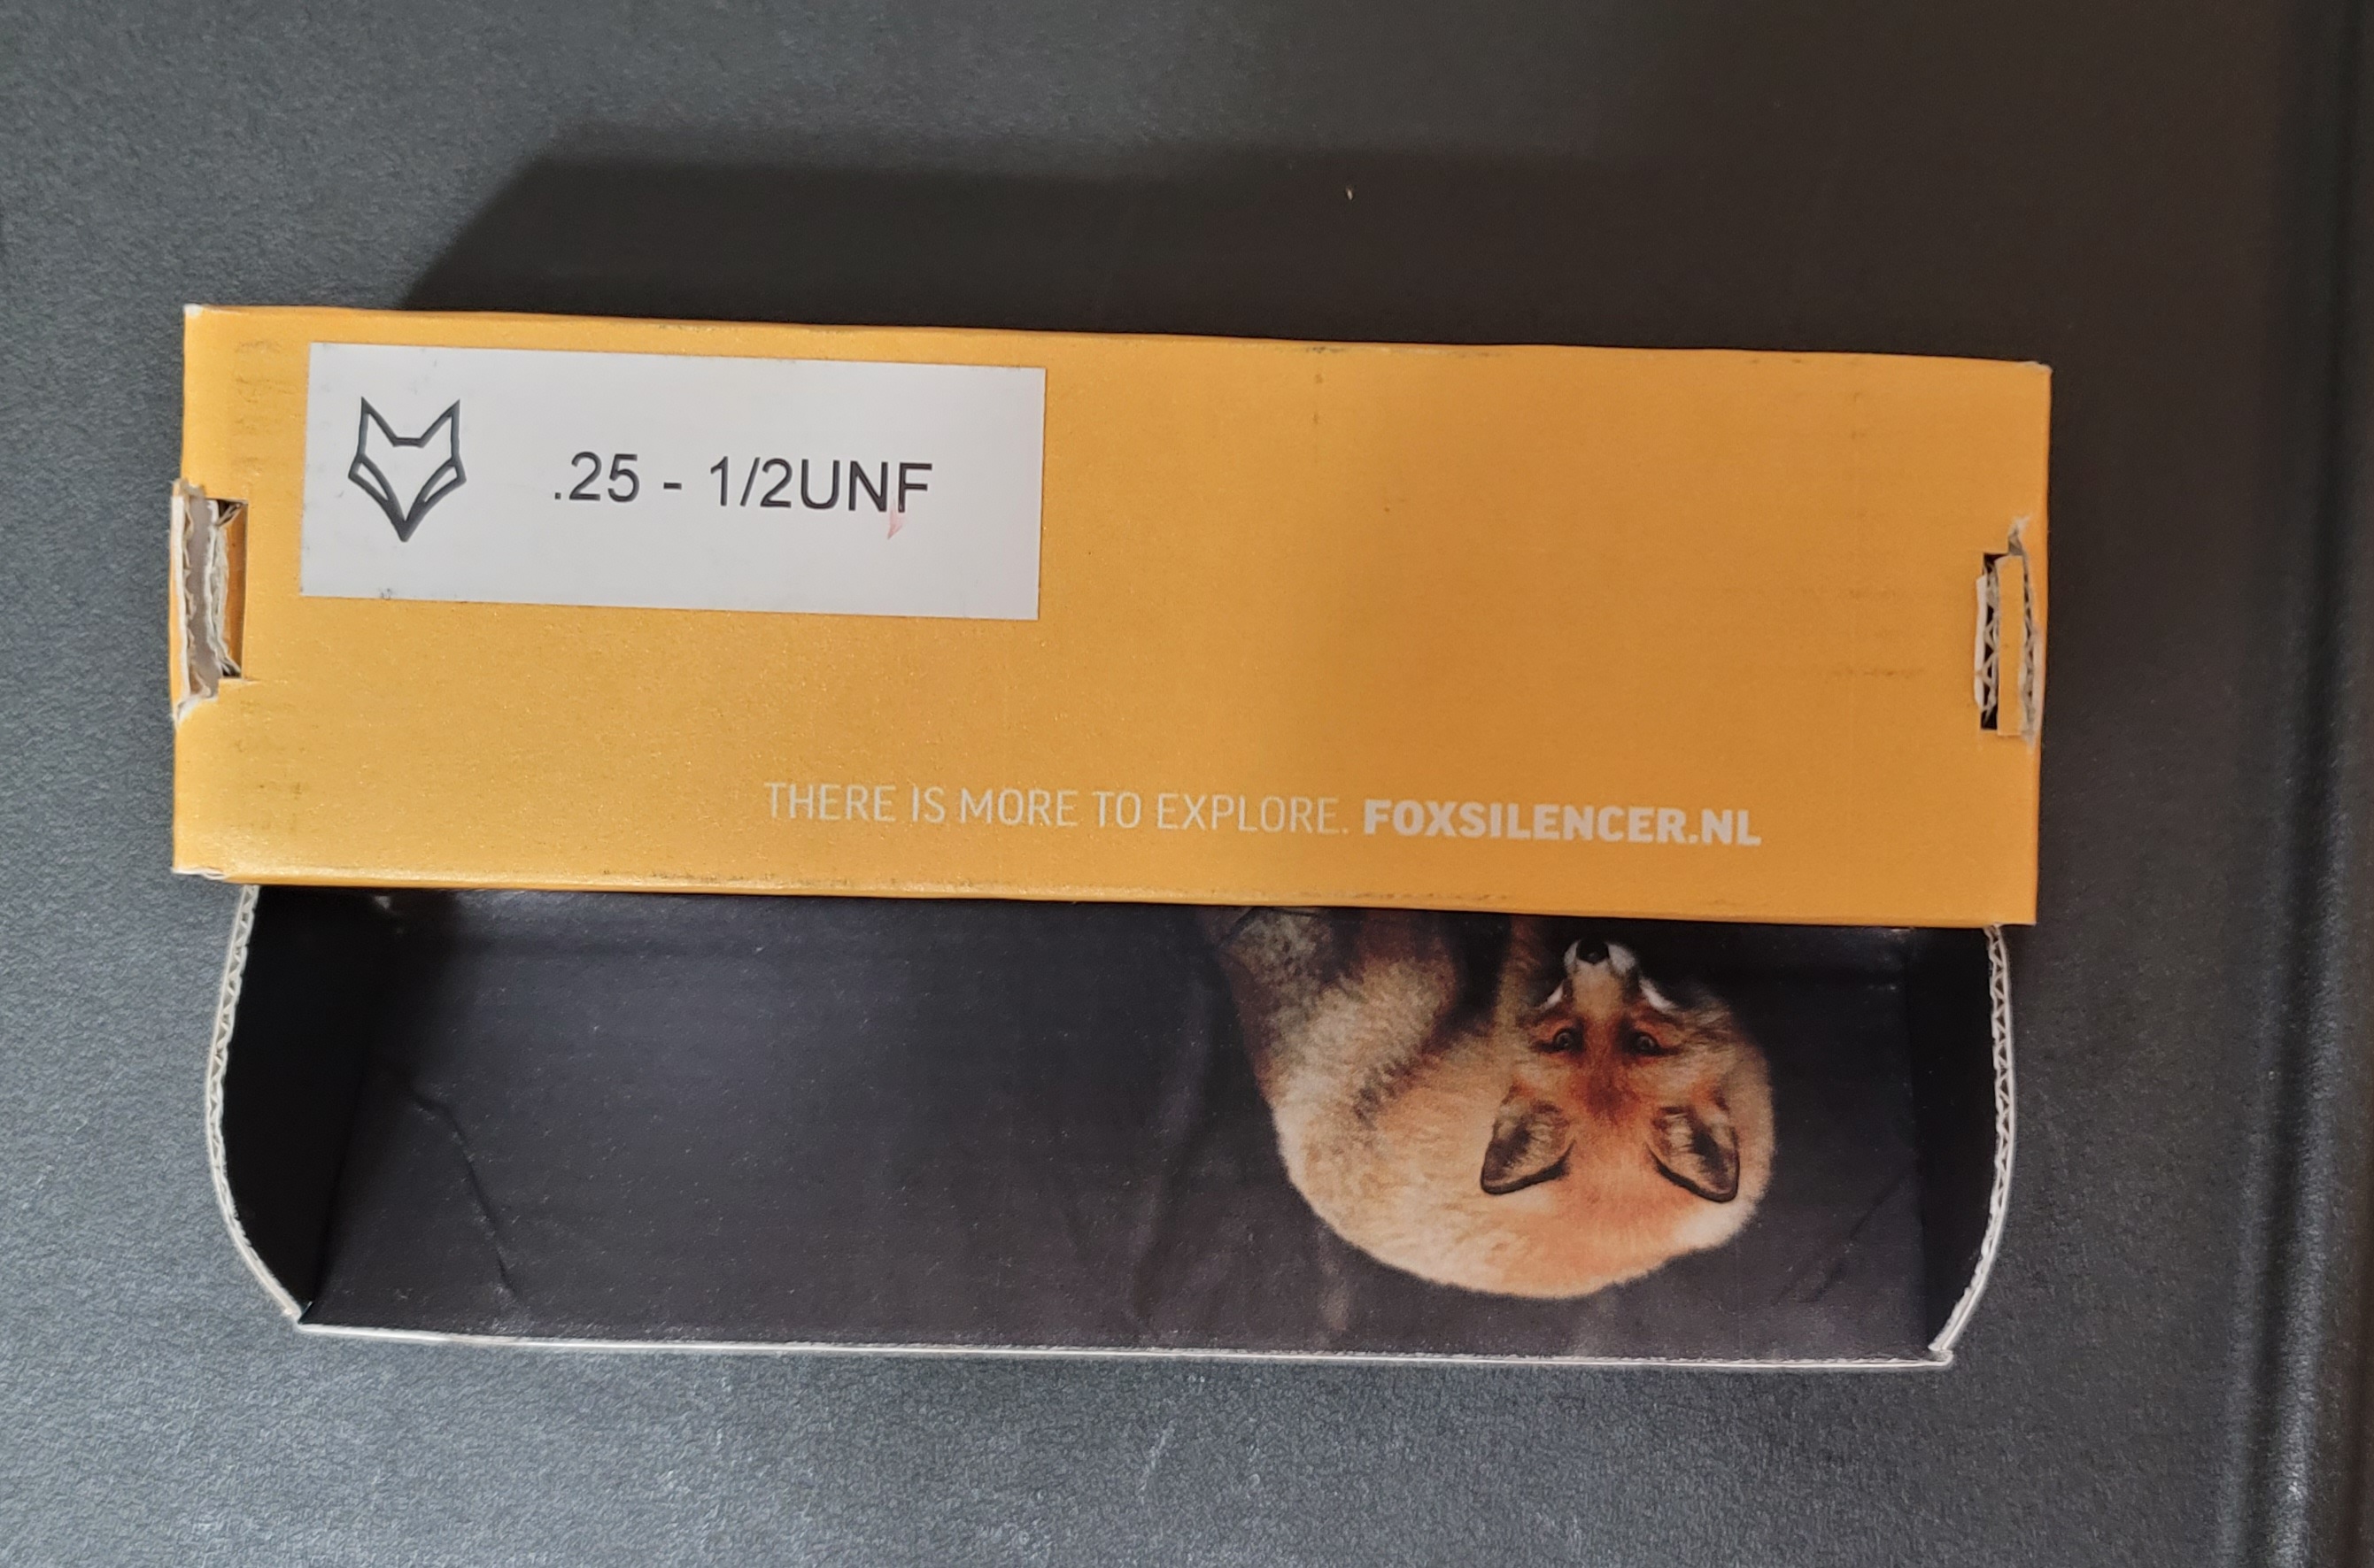 .25 - 1/2UNF
THERE IS MORE TO EXPLORE. FOXSILENCER.NL